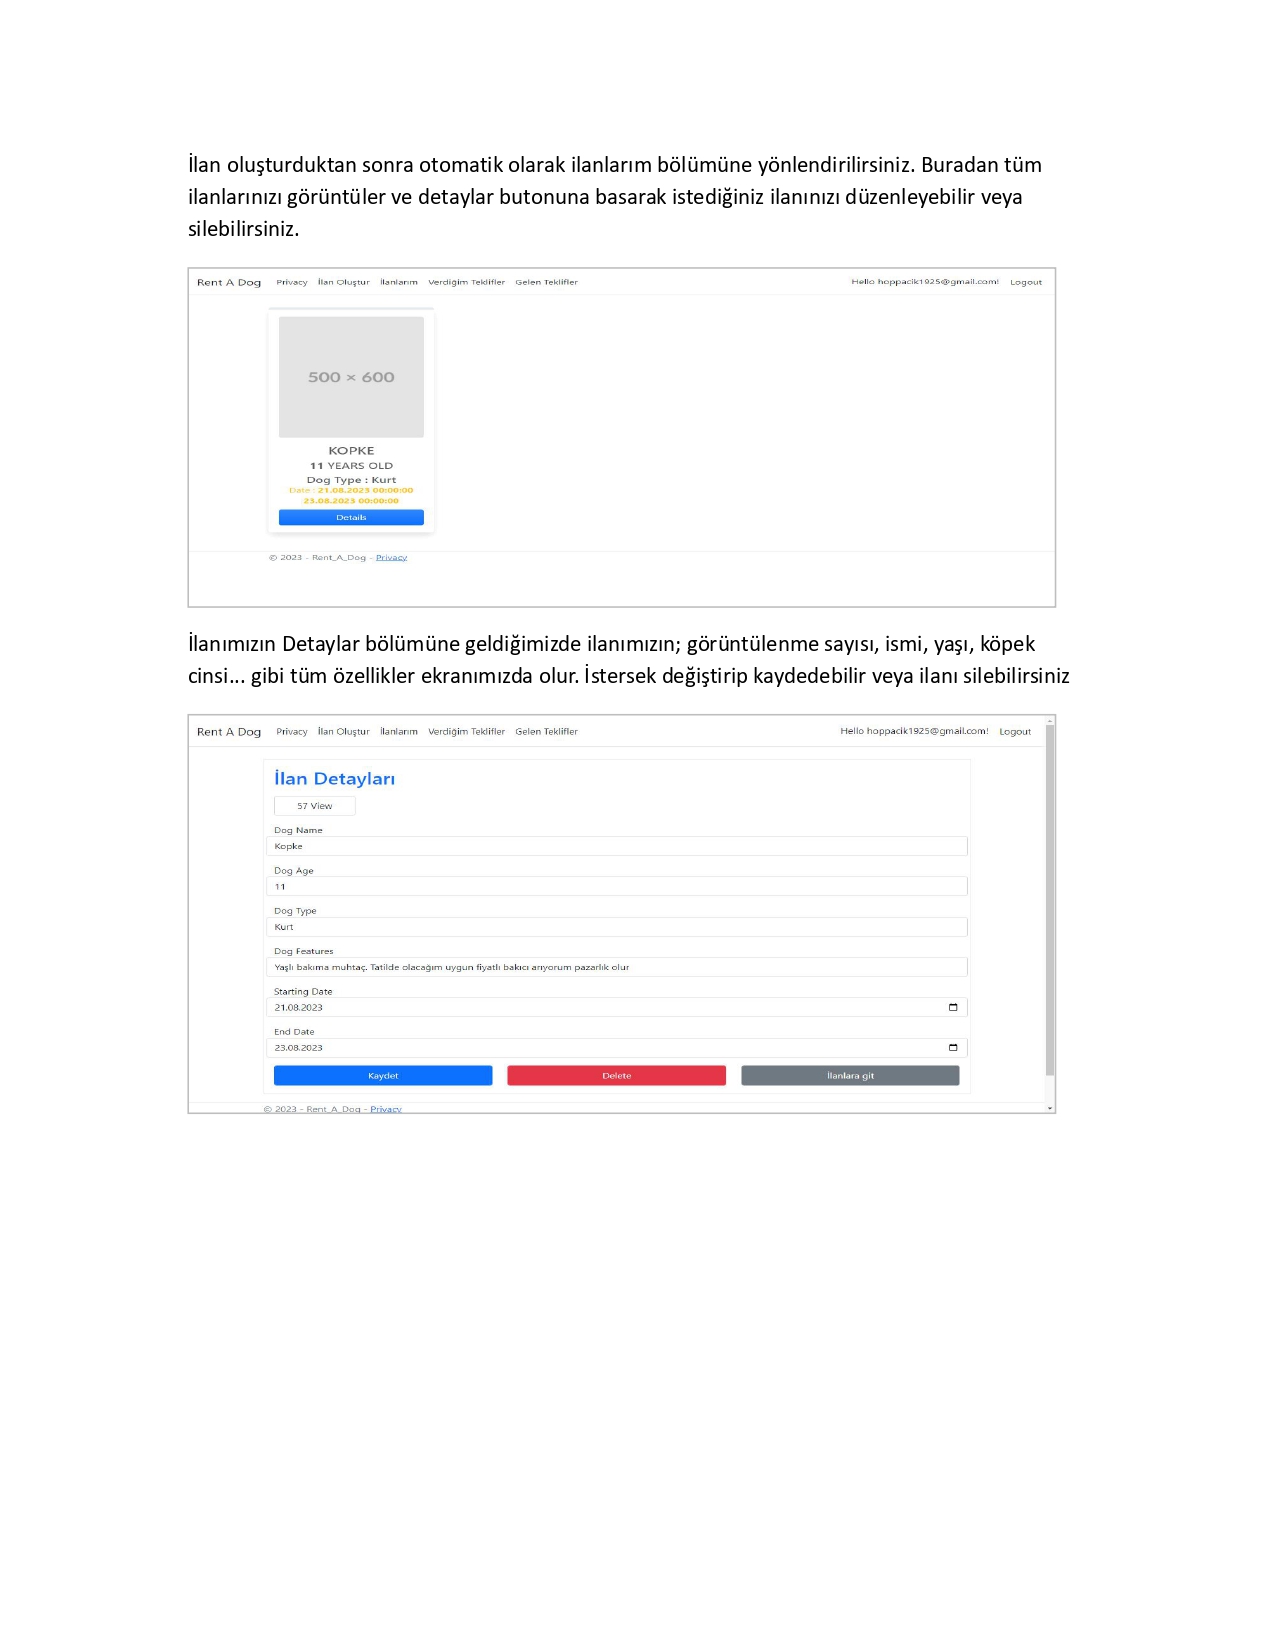 İlan oluşturduktan sonra otomatik olarak ilanlarım bölümüne yönlendirilirsiniz. Buradan tüm
ilanlarınızı görüntüler ve detaylar butonuna basarak istediğiniz ilanınızı düzenleyebilir veya
silebilirsiniz.
Rent A Dog Privacy İlan Oluştur İlanlarım Verdiğim Teklifler Gelen Teklifler Hello hoppacik1925@gmail.com! Logout
500 × 600
KOPKE
11 YEARS OLD
Dog Type : Kurt
Date : 21.08.2023 00:00:00
23.08.2023 00:00:00
Details
© 2023 - Rent_A_Dog - Privacy
İlanımızın Detaylar bölümüne geldiğimizde ilanımızın; görüntülenme sayısı, ismi, yaşı, köpek
cinsi... gibi tüm özellikler ekranımızda olur. İstersek değiştirip kaydedebilir veya ilanı silebilirsiniz
Rent A Dog Privacy İlan Oluştur İlanlarım Verdiğim Teklifler Gelen Teklifler Hello hoppacik1925@gmail.com! Logout
İlan Detayları
57 View
Dog Name
Kopke
Dog Age
11
Dog Type
Kurt
Dog Features
Yaşlı bakıma muhtaç. Tatilde olacağım uygun fiyatlı bakıcı arıyorum pazarlık olur
Starting Date
21.08.2023
End Date
23.08.2023
Kaydet Delete İlanlara git
© 2023 - Rent_A_Dog - Privacy